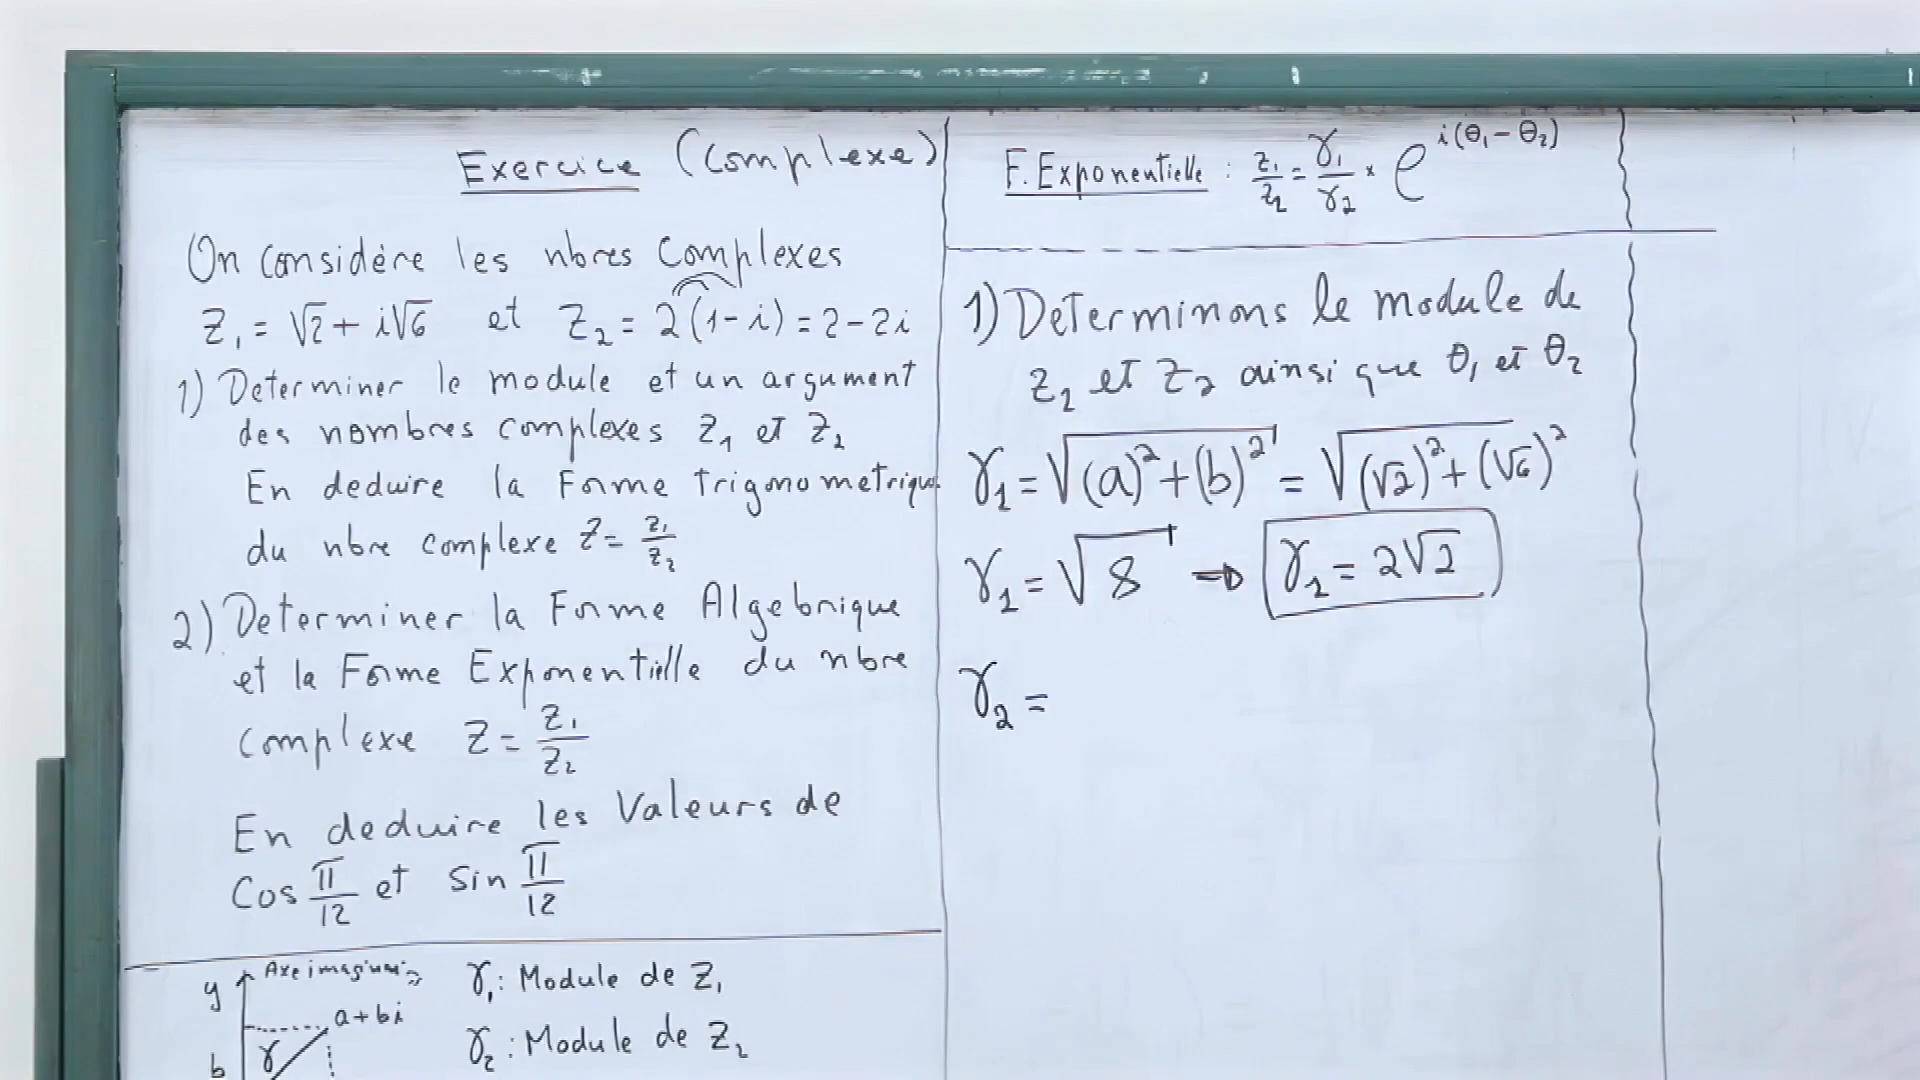 Exercice (Complexe)
On considère les nbres Complexes
Z₁ = √2 + i√6 et Z₂ = 2(1-i) = 2-2i
1) Determiner le module et un argument
des nombres complexes Z₁ et Z₂
En deduire la Forme trigonometrique
du nbre complexe Z = z₁/z₂
2) Determiner la Forme Algebrique
et la Forme Exponentielle du nbre
Complexe Z = Z₁/Z₂
En deduire les Valeurs de
Cos π/12 et Sin π/12
y
Axe imaginaire
a+bi
γ
b
γ₁: Module de Z₁
γ₂: Module de Z₂
F. Exponentielle : z₁/z₂ = γ₁/γ₂ × e^i(θ₁-θ₂)
1) Determinons le module de
Z₁ et Z₂ ainsi que θ₁ et θ₂
γ₁ = √(a)²+(b)² = √(√2)²+(√6)²
γ₁ = √8 → γ₁ = 2√2
γ₂ =